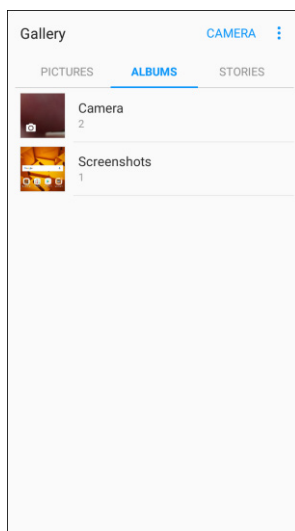 Gallery
CAMERA
PICTURES
ALBUMS
STORIES
Camera
2
Screenshots
1